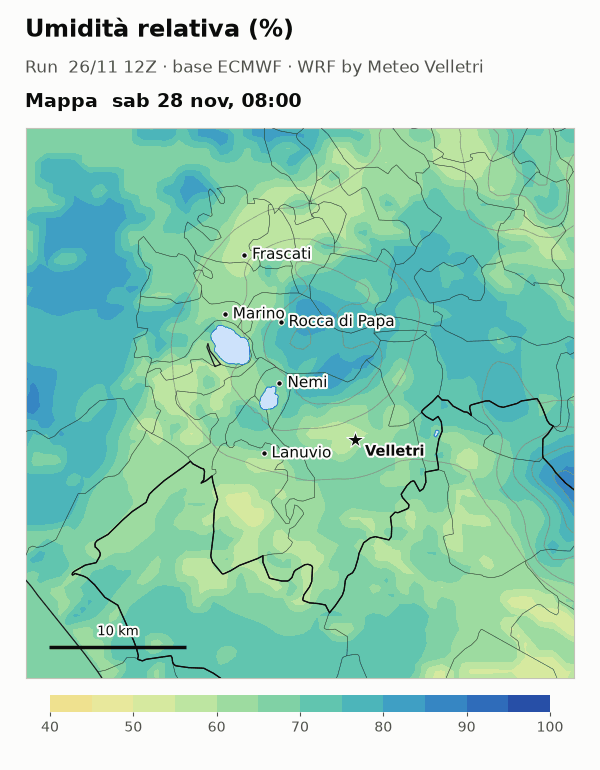 Umidità relativa (%)
Run  26/11 12Z · base ECMWF · WRF by Meteo Velletri
Mappa  sab 28 nov, 08:00
Frascati
Marino
Rocca di Papa
Nemi
Lanuvio
Velletri
10 km
40 50 60 70 80 90 100